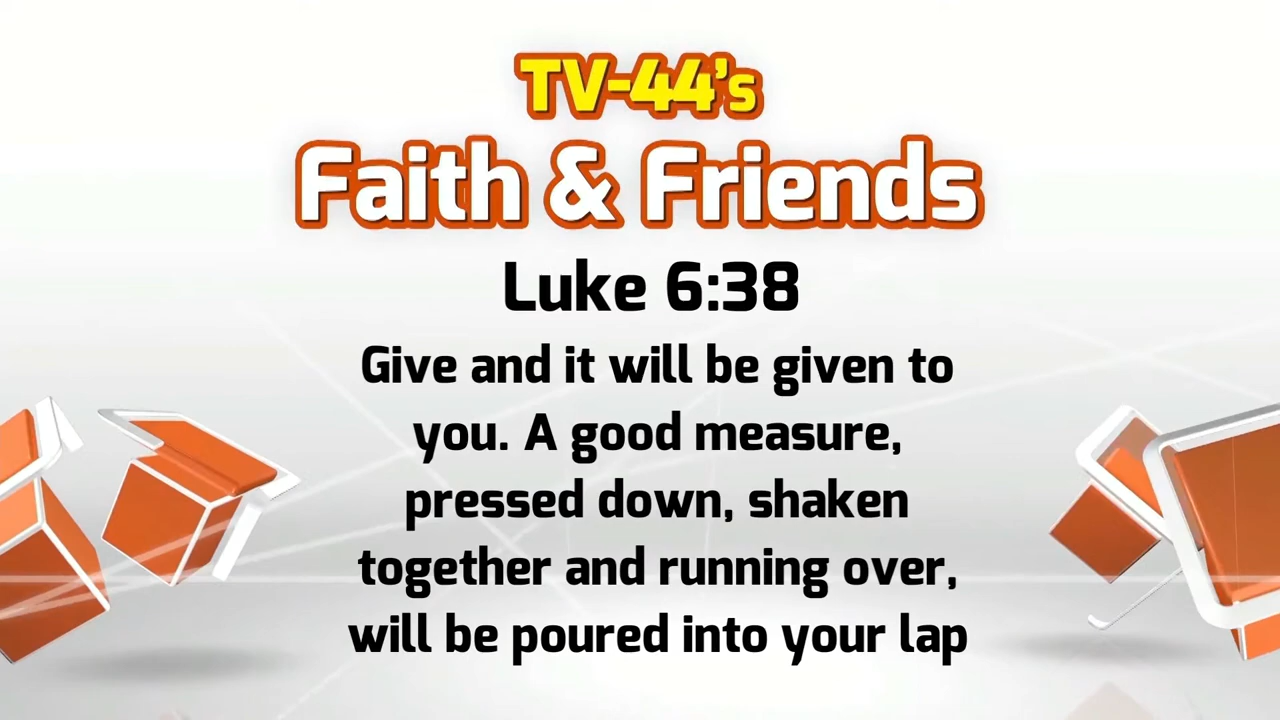 TV-44's
Faith & Friends
Luke 6:38
Give and it will be given to
you. A good measure,
pressed down, shaken
together and running over,
will be poured into your lap